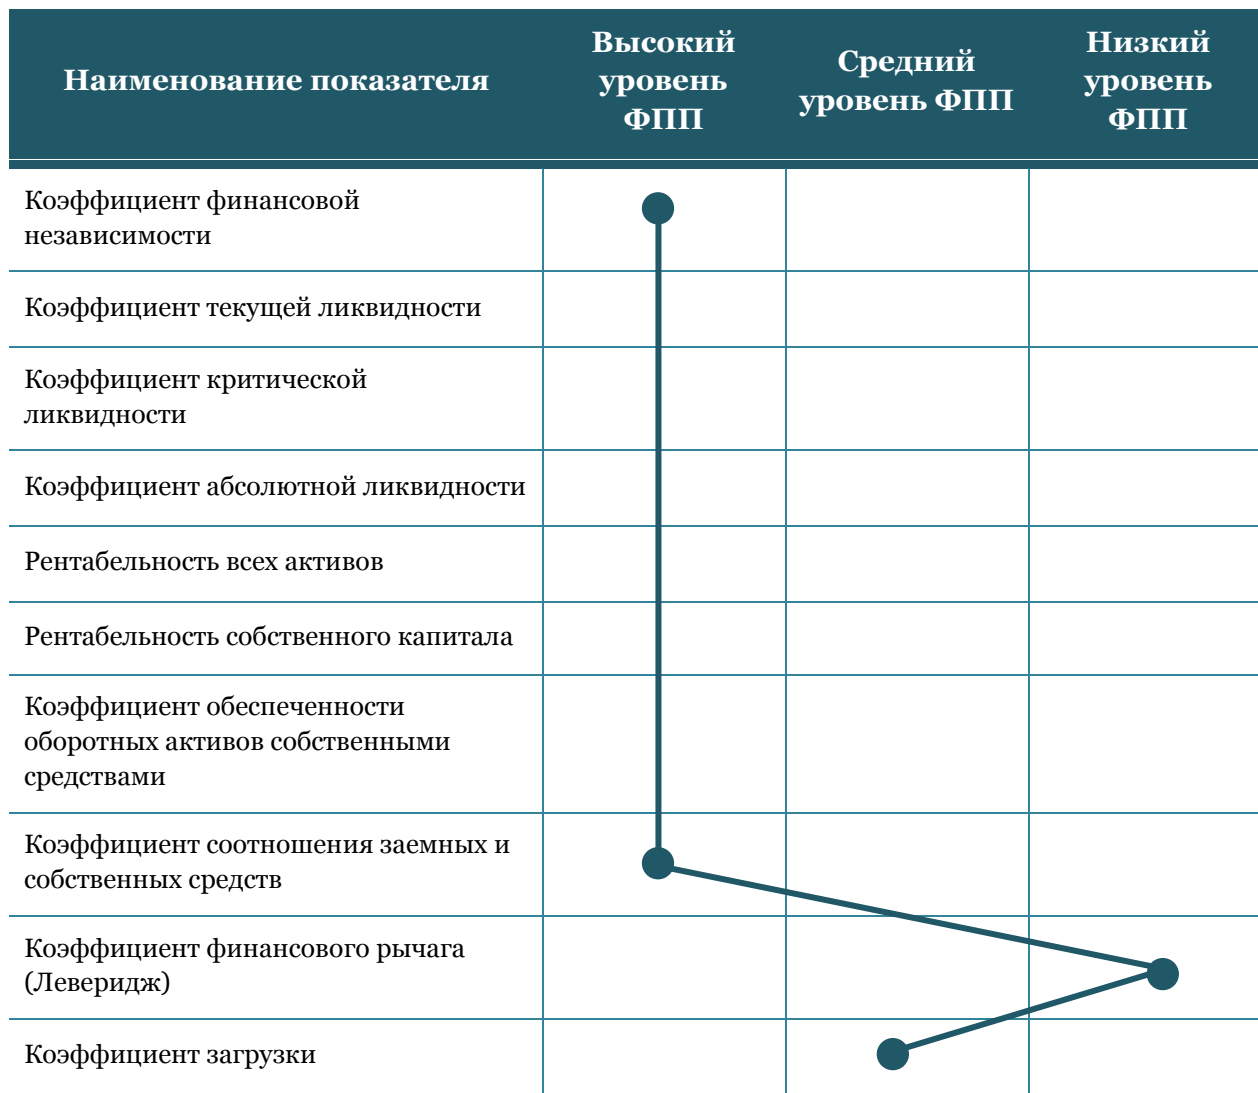 Наименование показателя
Высокий
уровень
ФПП
Средний
уровень ФПП
Низкий
уровень
ФПП
Коэффициент финансовой
независимости
Коэффициент текущей ликвидности
Коэффициент критической
ликвидности
Коэффициент абсолютной ликвидности
Рентабельность всех активов
Рентабельность собственного капитала
Коэффициент обеспеченности
оборотных активов собственными
средствами
Коэффициент соотношения заемных и
собственных средств
Коэффициент финансового рычага
(Леверидж)
Коэффициент загрузки